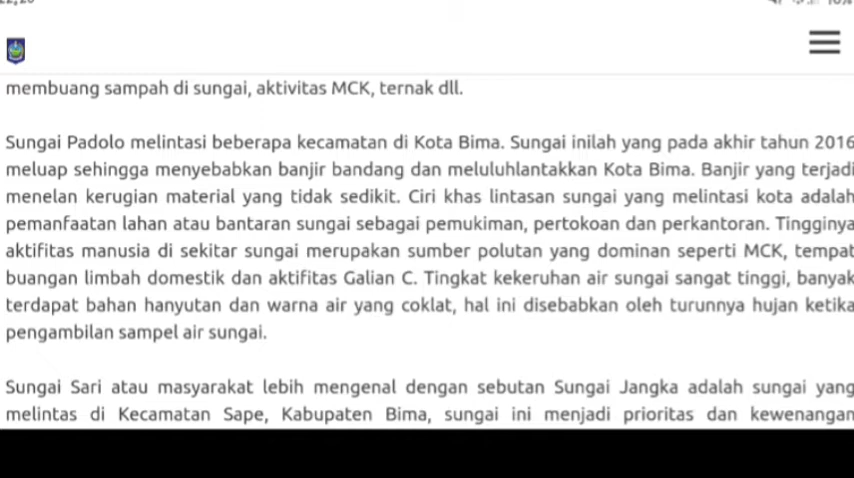 membuang sampah di sungai, aktivitas MCK, ternak dll.
Sungai Padolo melintasi beberapa kecamatan di Kota Bima. Sungai inilah yang pada akhir tahun 2016
meluap sehingga menyebabkan banjir bandang dan meluluhlantakkan Kota Bima. Banjir yang terjadi
menelan kerugian material yang tidak sedikit. Ciri khas lintasan sungai yang melintasi kota adalah
pemanfaatan lahan atau bantaran sungai sebagai pemukiman, pertokoan dan perkantoran. Tingginya
aktifitas manusia di sekitar sungai merupakan sumber polutan yang dominan seperti MCK, tempat
buangan limbah domestik dan aktifitas Galian C. Tingkat kekeruhan air sungai sangat tinggi, banyak
terdapat bahan hanyutan dan warna air yang coklat, hal ini disebabkan oleh turunnya hujan ketika
pengambilan sampel air sungai.
Sungai Sari atau masyarakat lebih mengenal dengan sebutan Sungai Jangka adalah sungai yang
melintas di Kecamatan Sape, Kabupaten Bima, sungai ini menjadi prioritas dan kewenangan